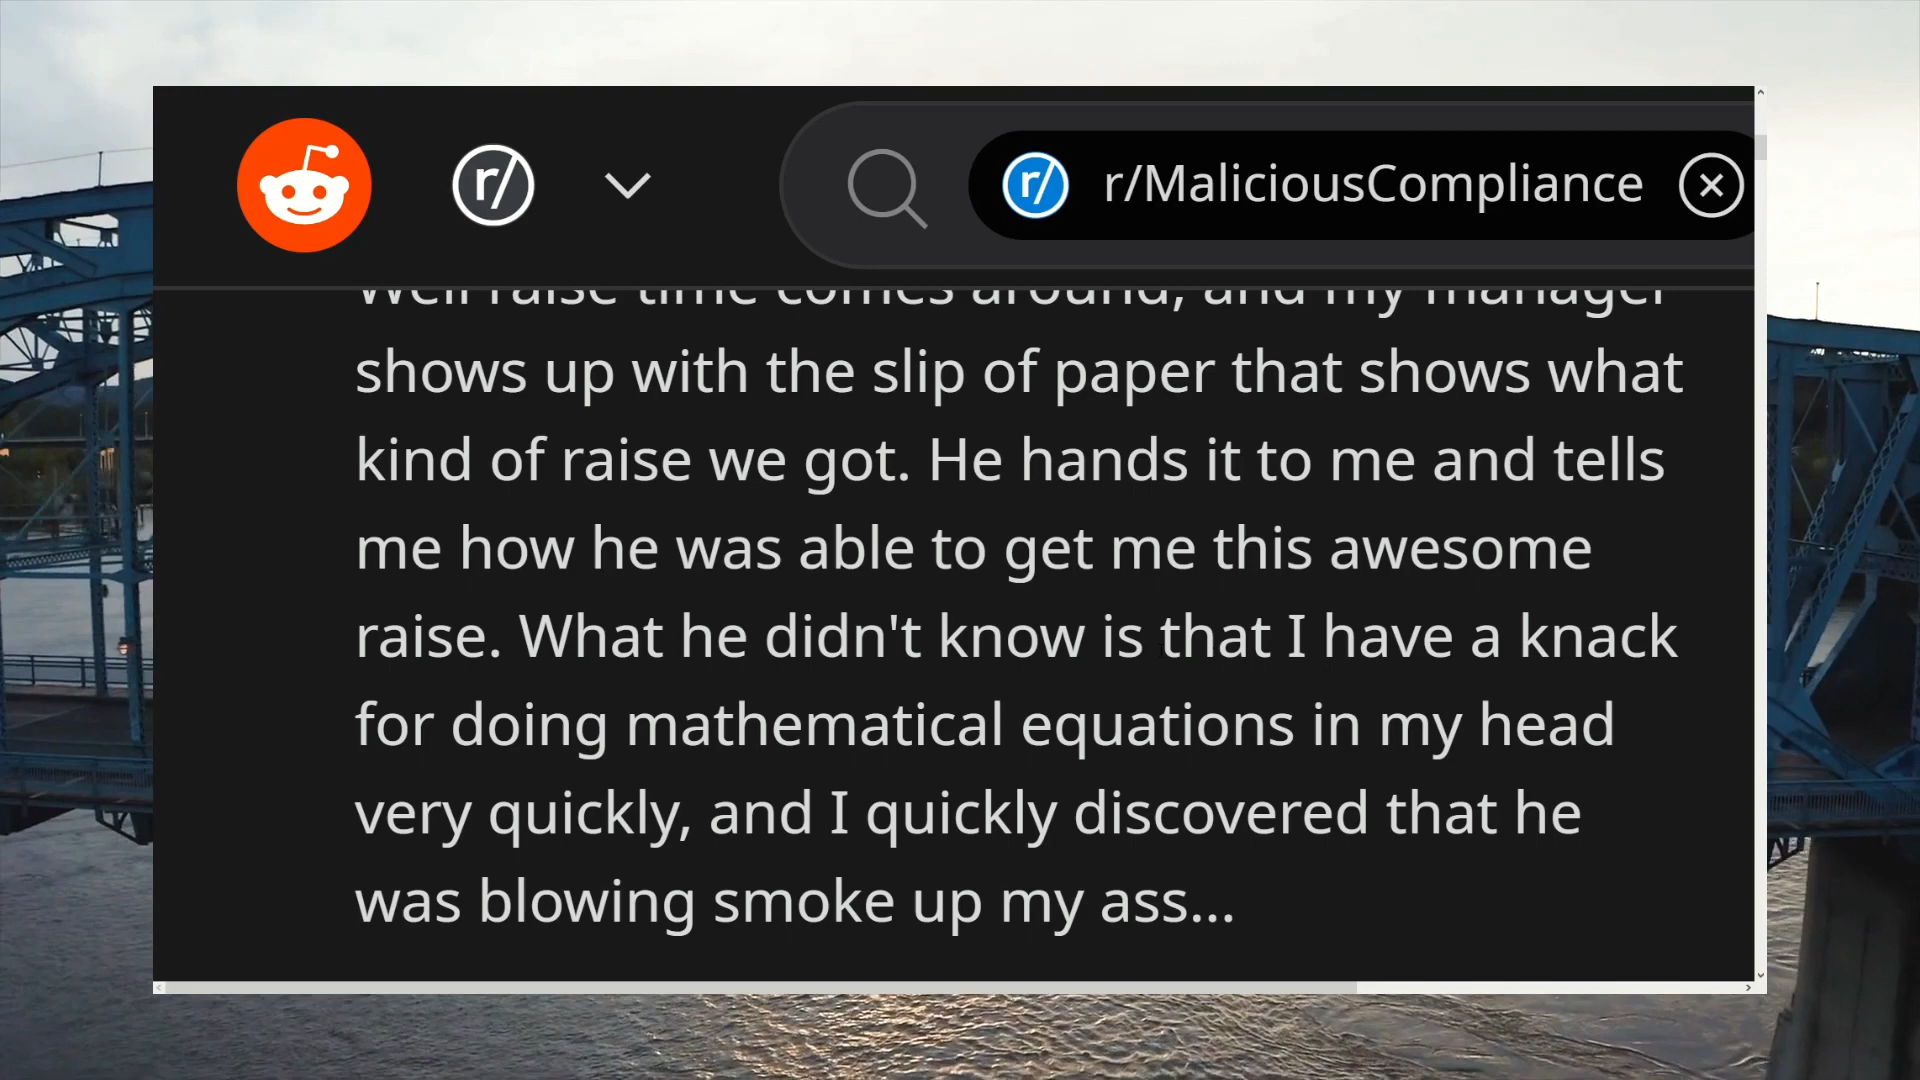 r/
r/ r/MaliciousCompliance
Well raise time comes around, and my manager
shows up with the slip of paper that shows what
kind of raise we got. He hands it to me and tells
me how he was able to get me this awesome
raise. What he didn't know is that I have a knack
for doing mathematical equations in my head
very quickly, and I quickly discovered that he
was blowing smoke up my ass...